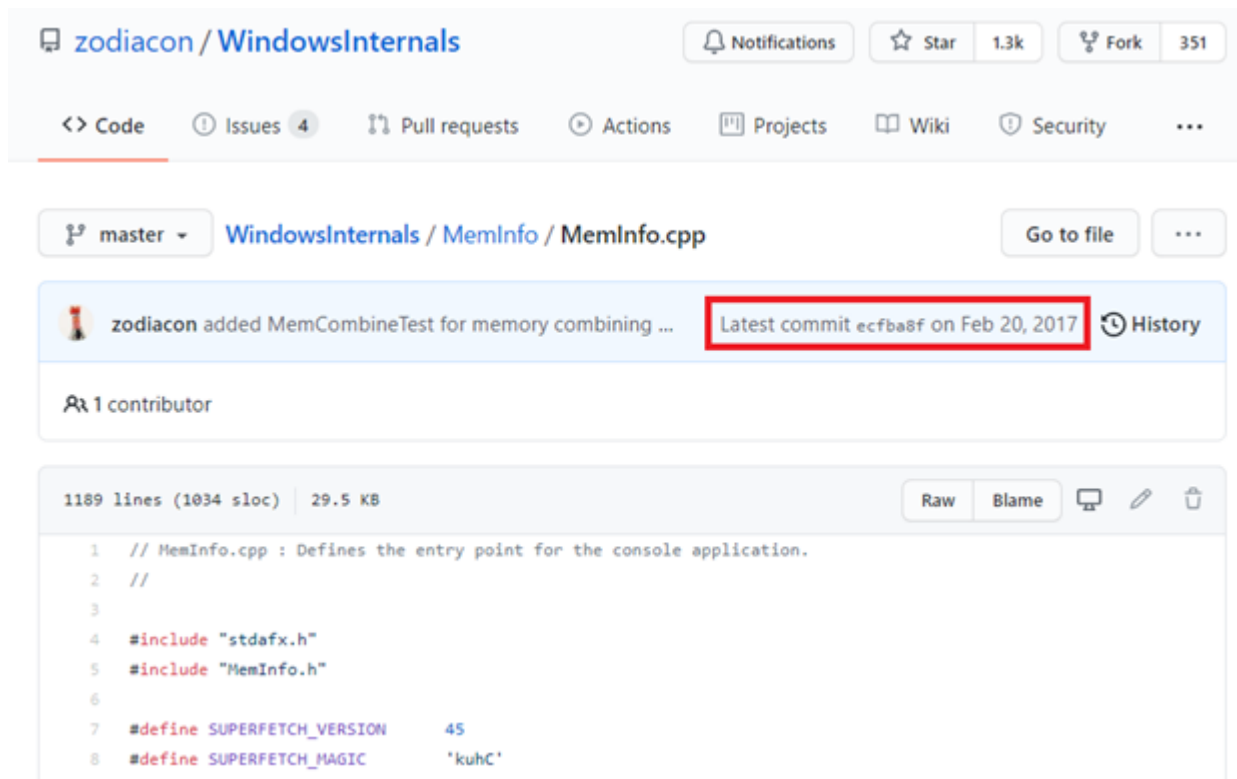 zodiacon / WindowsInternals Notifications Star 1.3k Fork 351
<> Code Issues 4 Pull requests Actions Projects Wiki Security ...
master WindowsInternals / MemInfo / MemInfo.cpp Go to file ...
zodiacon added MemCombineTest for memory combining ... Latest commit ecfba8f on Feb 20, 2017 History
1 contributor
1189 lines (1034 sloc) 29.5 KB Raw Blame
1 // MemInfo.cpp : Defines the entry point for the console application.
2 //
3
4 #include "stdafx.h"
5 #include "MemInfo.h"
6
7 #define SUPERFETCH_VERSION 45
8 #define SUPERFETCH_MAGIC 'kuhC'